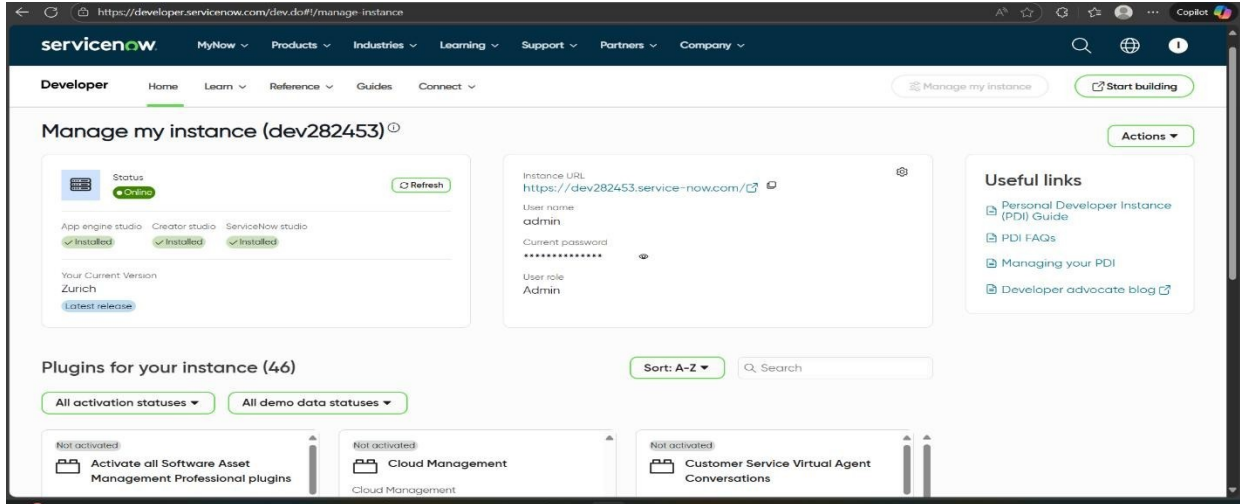 https://developer.servicenow.com/dev.do#!/manage-instance
Copilot
servicenow
MyNow
Products
Industries
Learning
Support
Partners
Company
I
Developer
Home
Learn
Reference
Guides
Connect
Manage my instance
Start building
Manage my instance (dev282453)
Actions
Status
Online
Refresh
App engine studio
Creator studio
ServiceNow studio
Installed
Installed
Installed
Your Current Version
Zurich
Latest release
Instance URL
https://dev282453.service-now.com/
User name
admin
Current password
**************
User role
Admin
Useful links
Personal Developer Instance
(PDI) Guide
PDI FAQs
Managing your PDI
Developer advocate blog
Plugins for your instance (46)
Sort: A-Z
Search
All activation statuses
All demo data statuses
Not activated
Activate all Software Asset
Management Professional plugins
Not activated
Cloud Management
Cloud Management
Not activated
Customer Service Virtual Agent
Conversations